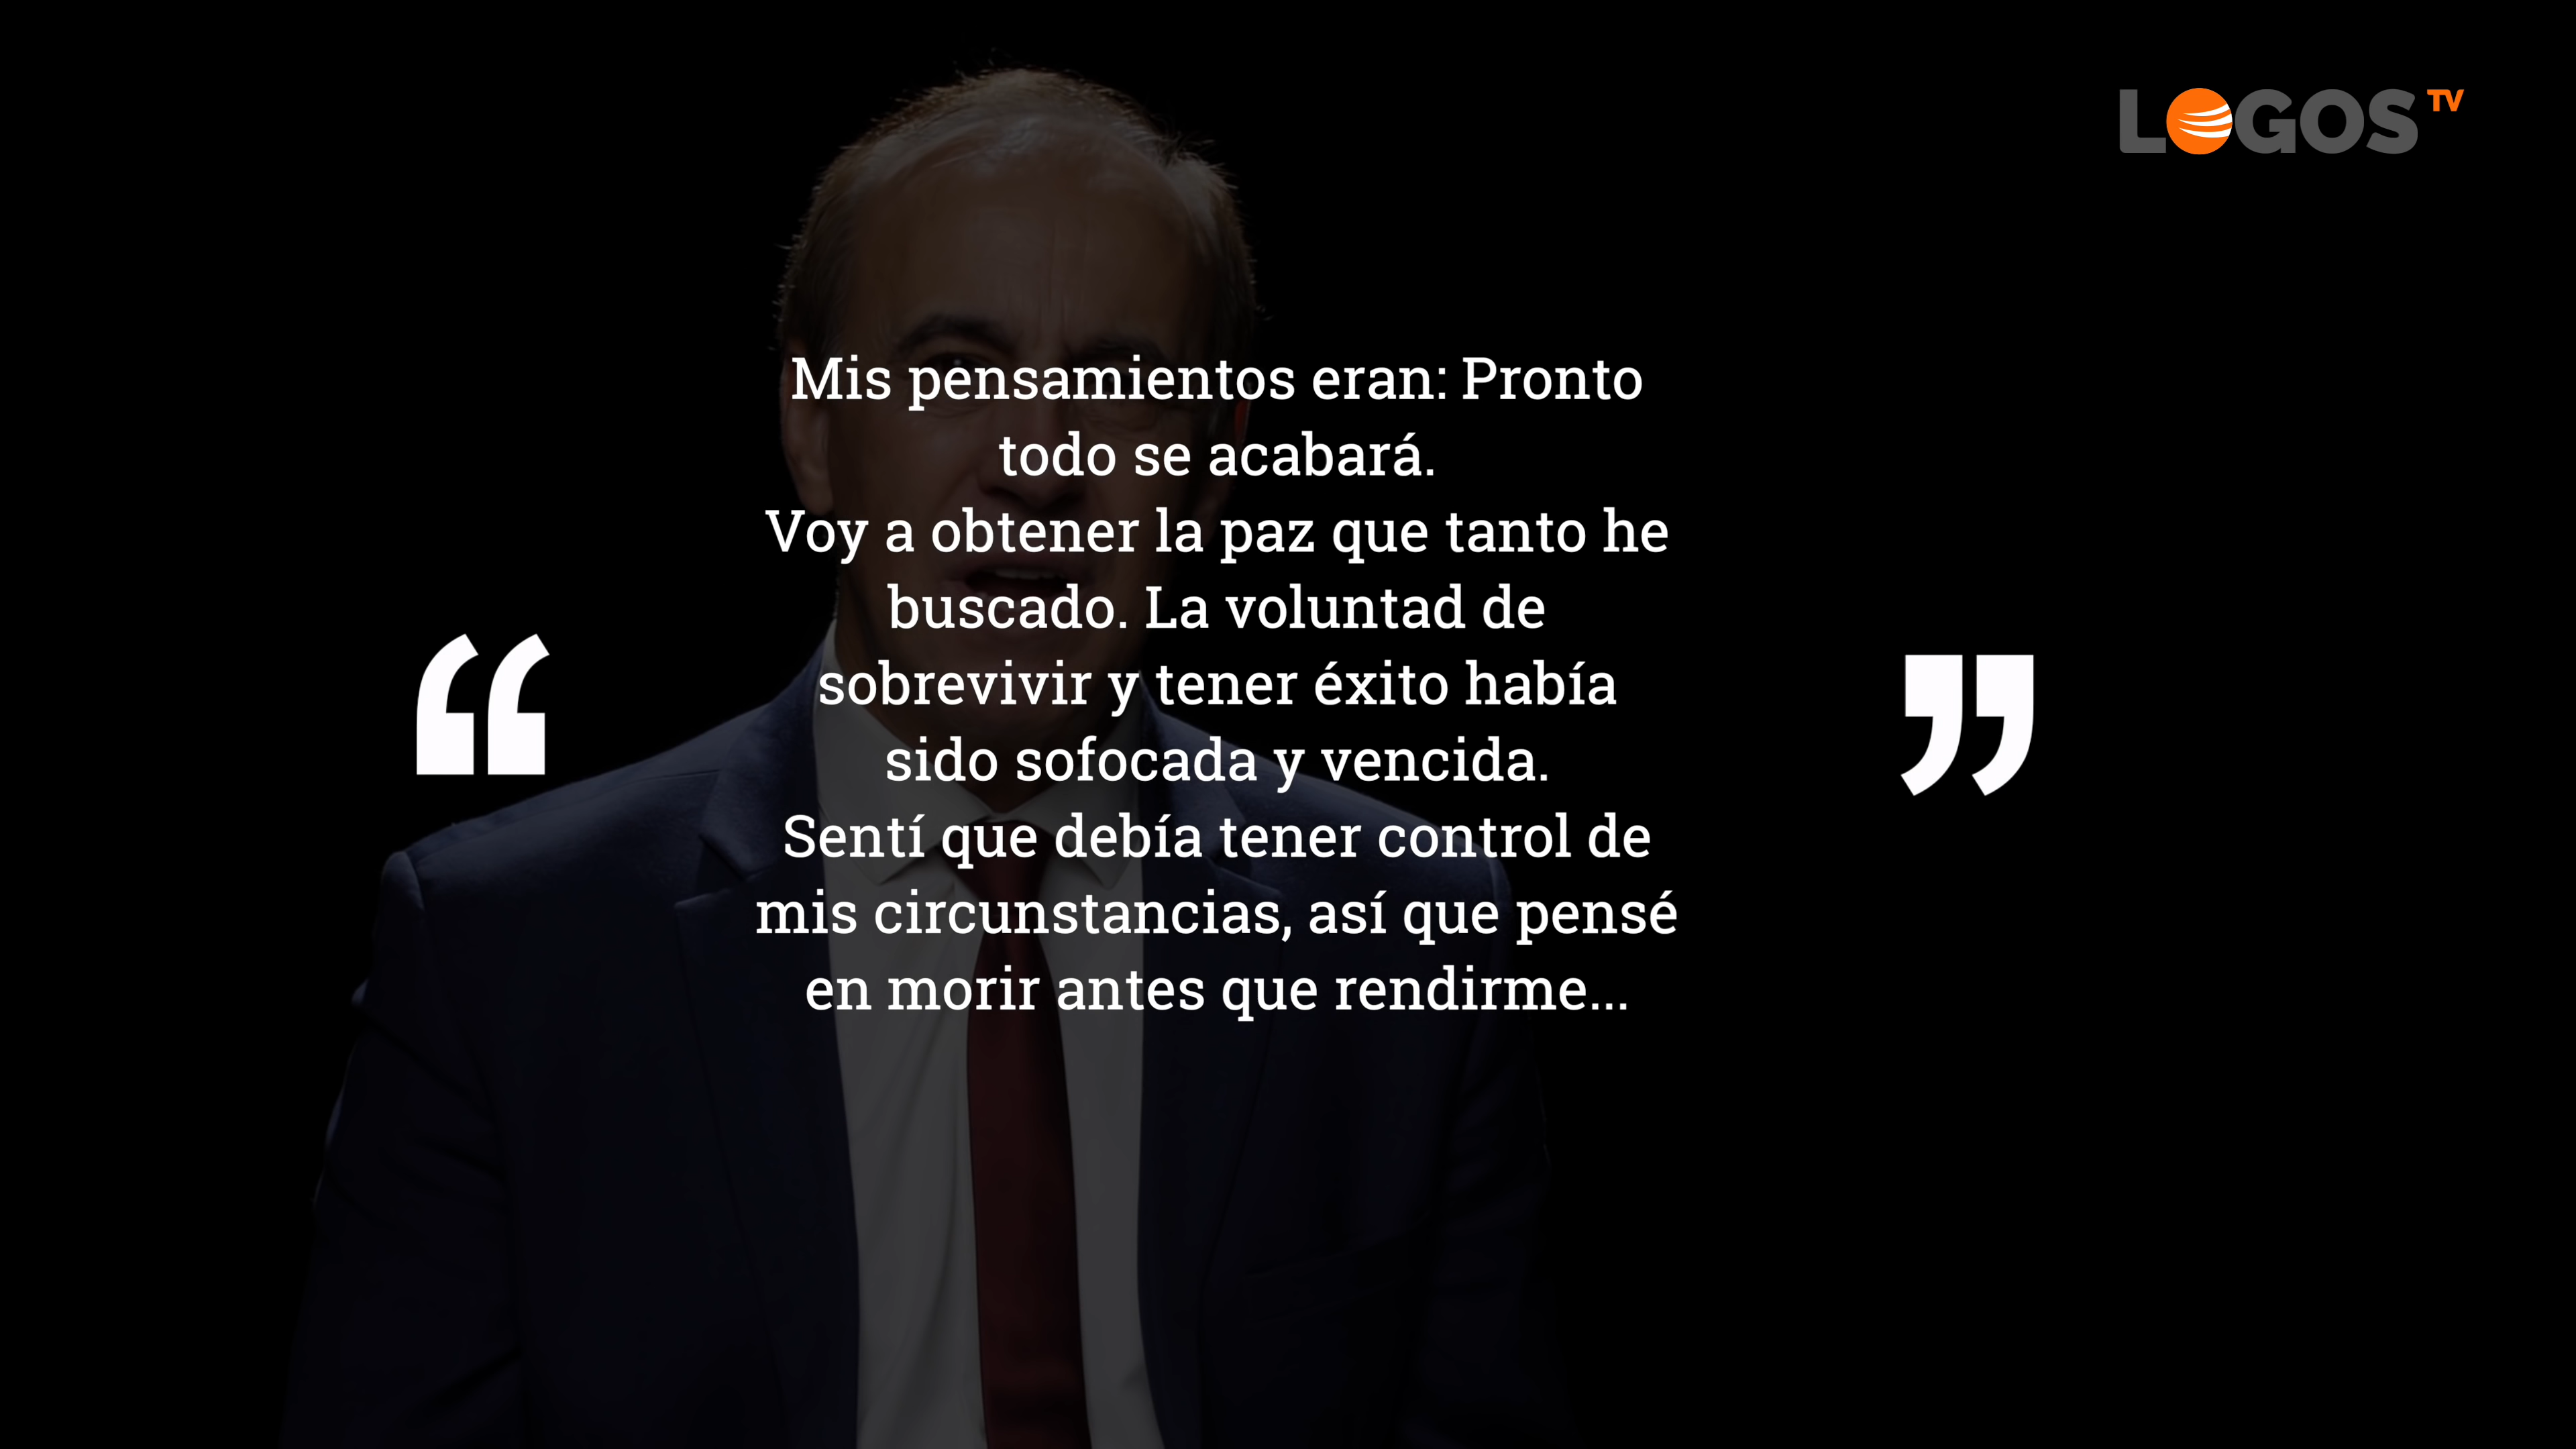 LOGOS TV
Mis pensamientos eran: Pronto
todo se acabará.
Voy a obtener la paz que tanto he
buscado. La voluntad de
sobrevivir y tener éxito había
sido sofocada y vencida.
Sentí que debía tener control de
mis circunstancias, así que pensé
en morir antes que rendirme...